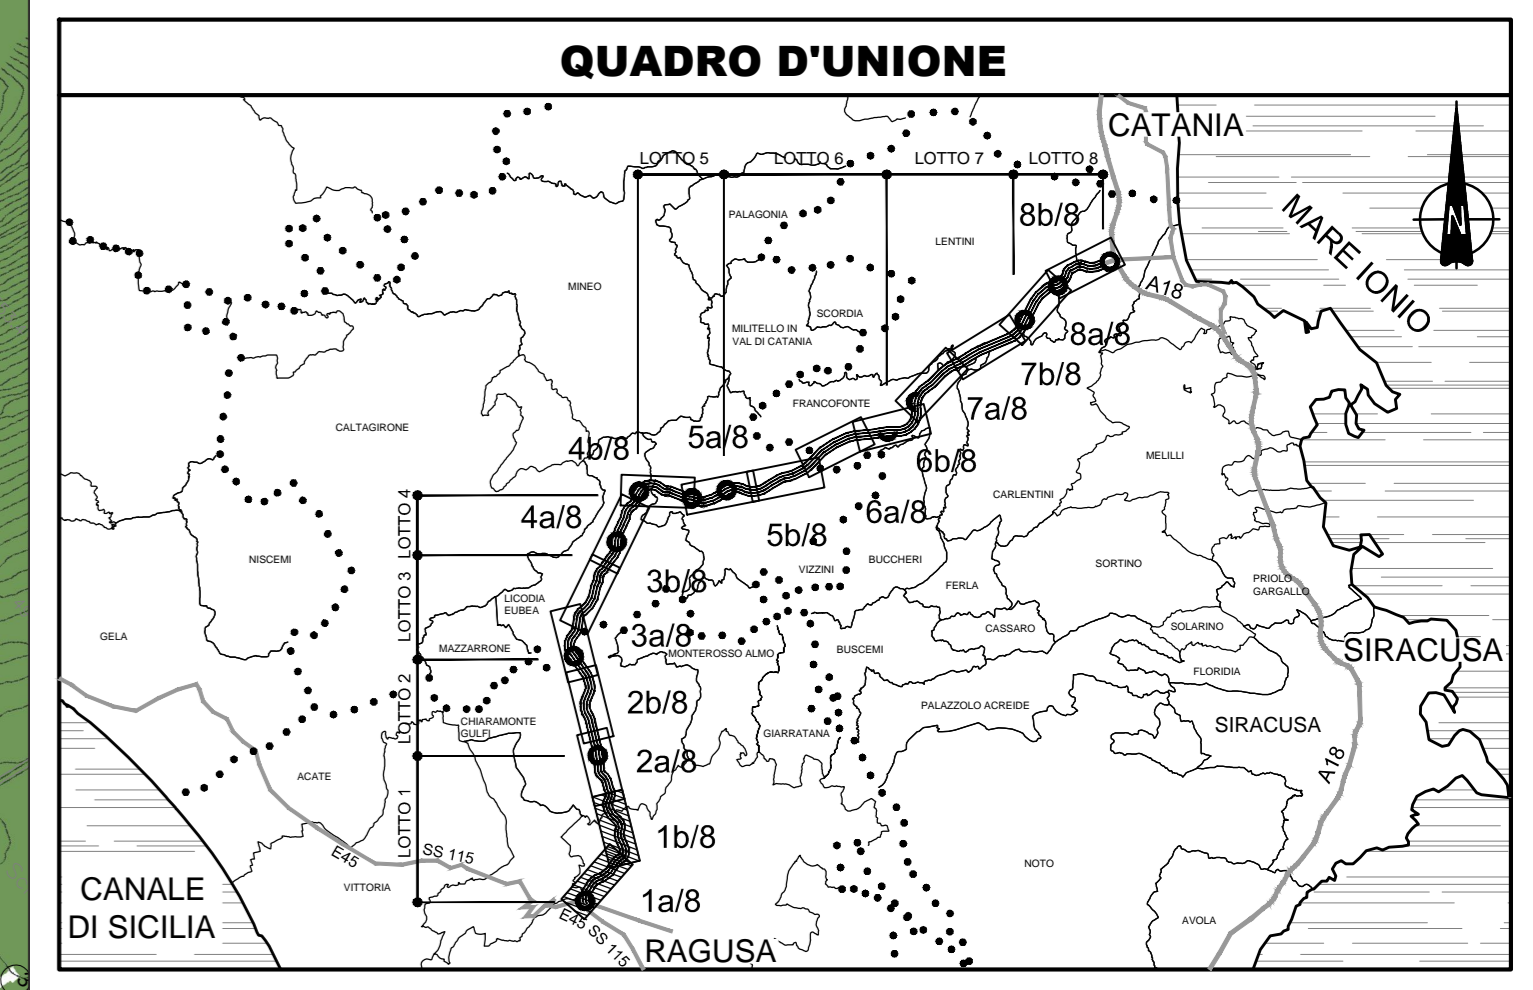 QUADRO D'UNIONE
CATANIA
LOTTO 5
LOTTO 6
LOTTO 7
LOTTO 8
8b/8
PALAGONIA
LENTINI
N
MARE IONIO
MINEO
A18
SCORDIA
MILITELLO IN
VAL DI CATANIA
8a/8
7b/8
FRANCOFONTE
7a/8
CALTAGIRONE
4b/8
5a/8
6b/8
MELILLI
CARLENTINI
4a/8
6a/8
5b/8
LOTTO 4
NISCEMI
VIZZINI
BUCCHERI
SORTINO
3b/8
FERLA
PRIOLO
GARGALLO
LICODIA
EUBEA
LOTTO 3
GELA
3a/8
CASSARO
SOLARINO
MAZZARRONE
MONTEROSSO ALMO
BUSCEMI
SIRACUSA
FLORIDIA
LOTTO 2
2b/8
PALAZZOLO ACREIDE
CHIARAMONTE
GULFI
GIARRATANA
SIRACUSA
2a/8
A18
ACATE
LOTTO 1
1b/8
E45
SS 115
NOTO
VITTORIA
CANALE
DI SICILIA
1a/8
E45 SS 115
RAGUSA
AVOLA